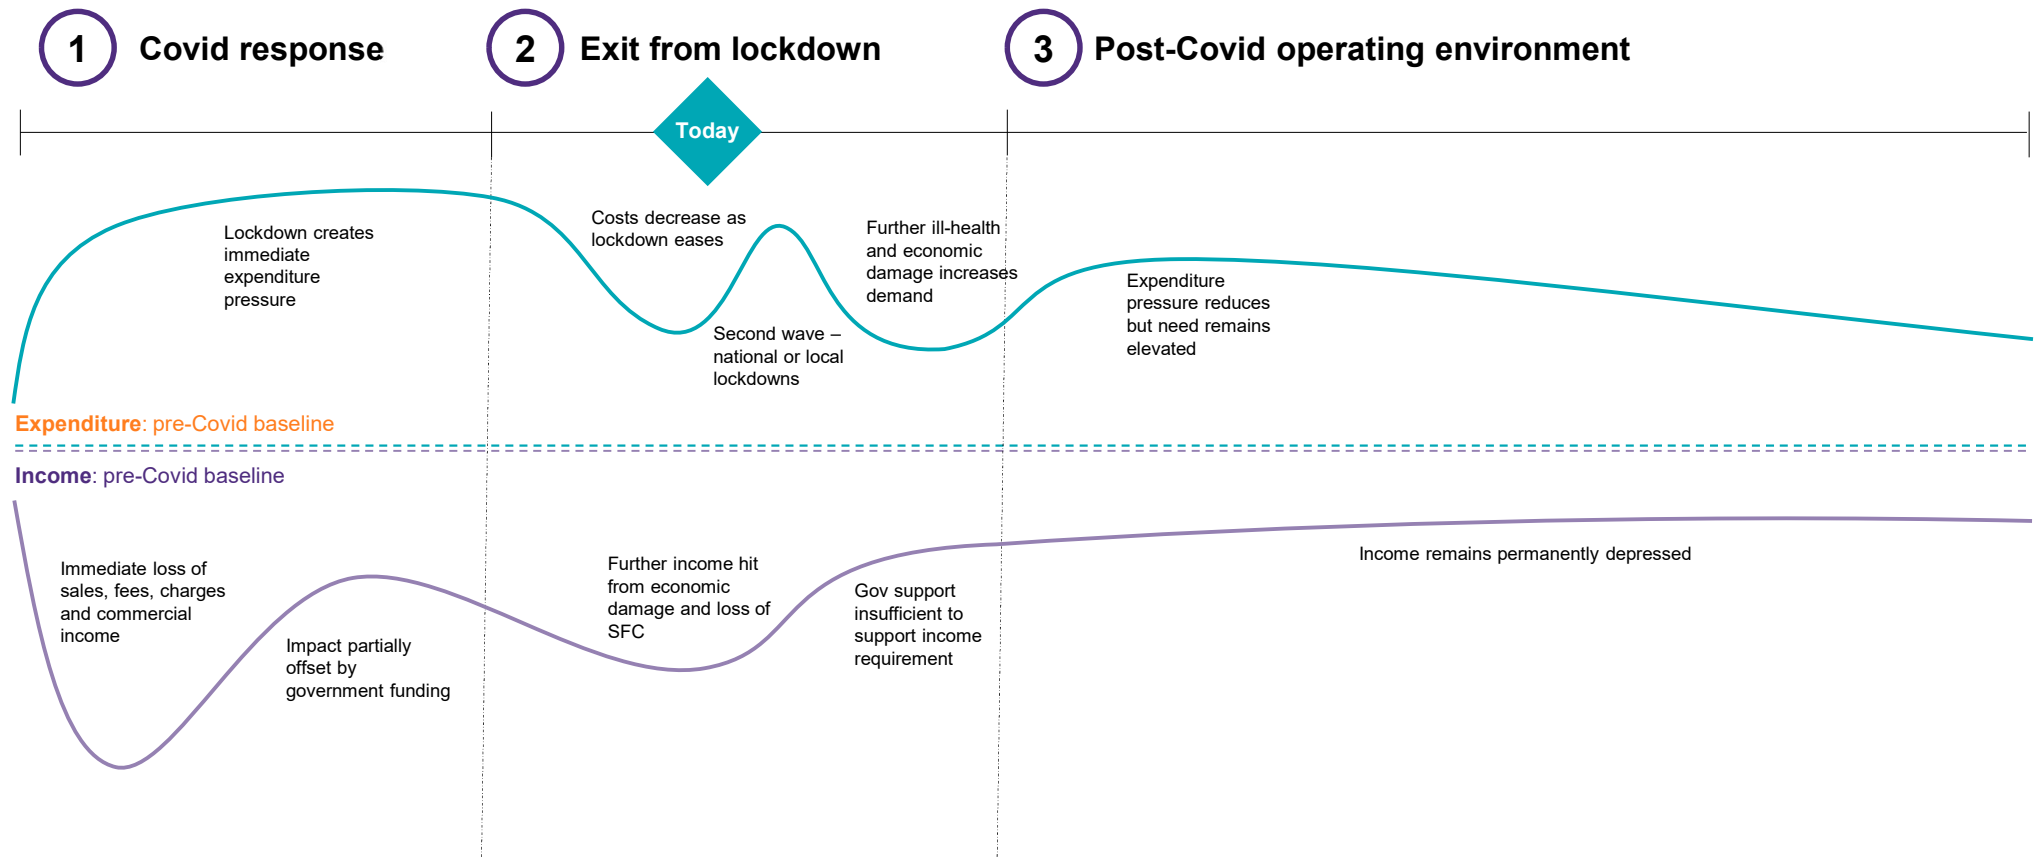 1
Covid response
2
Exit from lockdown
3
Post-Covid operating environment
Today
Lockdown creates
immediate
expenditure
pressure
Costs decrease as
lockdown eases
Second wave –
national or local
lockdowns
Further ill-health
and economic
damage increases
demand
Expenditure
pressure reduces
but need remains
elevated
Expenditure: pre-Covid baseline
Income: pre-Covid baseline
Immediate loss of
sales, fees, charges
and commercial
income
Impact partially
offset by
government funding
Further income hit
from economic
damage and loss of
SFC
Gov support
insufficient to
support income
requirement
Income remains permanently depressed